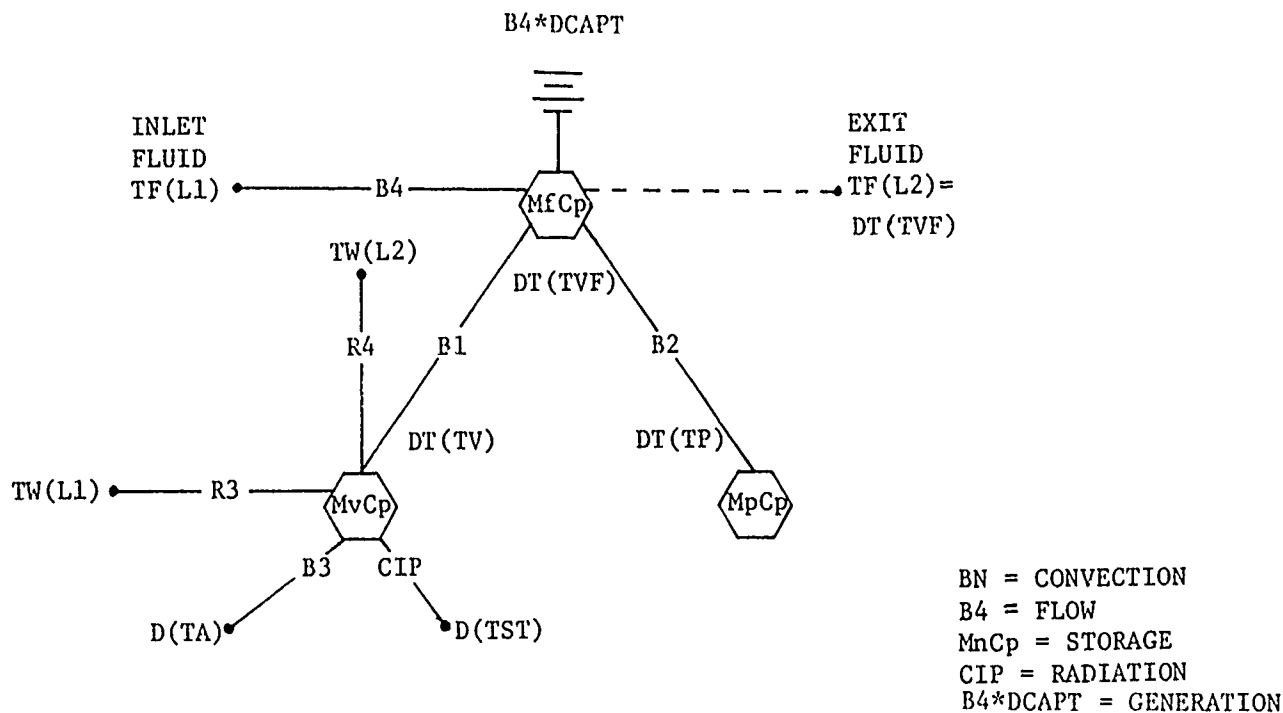 B4*DCAPT
INLET
FLUID
TF(L1)
B4
MfCp
EXIT
FLUID
TF(L2)=
DT(TVF)
TW(L2)
DT(TVF)
R4
B1
B2
DT(TV)
DT(TP)
TW(L1)
R3
MvCp
MpCp
B3
CIP
D(TA)
D(TST)
BN = CONVECTION
B4 = FLOW
MnCp = STORAGE
CIP = RADIATION
B4*DCAPT = GENERATION